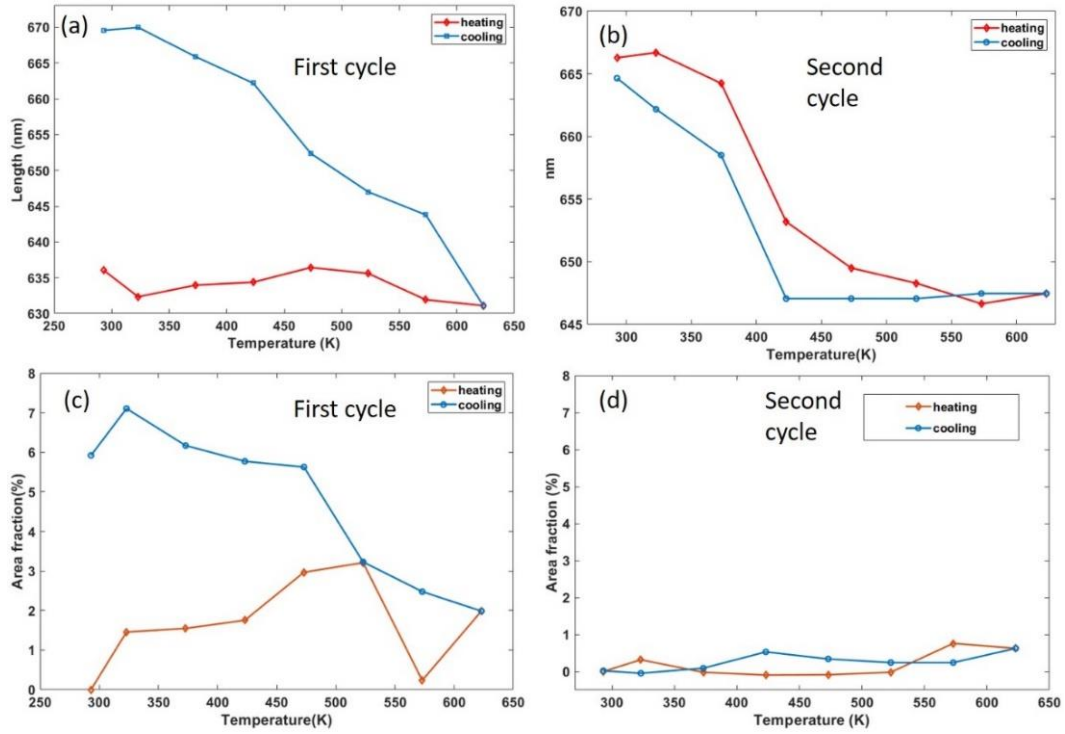 (a)
First cycle
heating
cooling
Length (nm)
670
665
660
655
650
645
640
635
630
250 300 350 400 450 500 550 600 650
Temperature (K)
(b)
Second
cycle
heating
cooling
nm
670
665
660
655
650
645
300 350 400 450 500 550 600
Temperature(K)
(c)
First cycle
heating
cooling
Area fraction(%)
8
7
6
5
4
3
2
1
0
250 300 350 400 450 500 550 600 650
Temperature(K)
(d)
Second
cycle
heating
cooling
Area fraction (%)
8
7
6
5
4
3
2
1
0
300 350 400 450 500 550 600 650
Temperature (K)